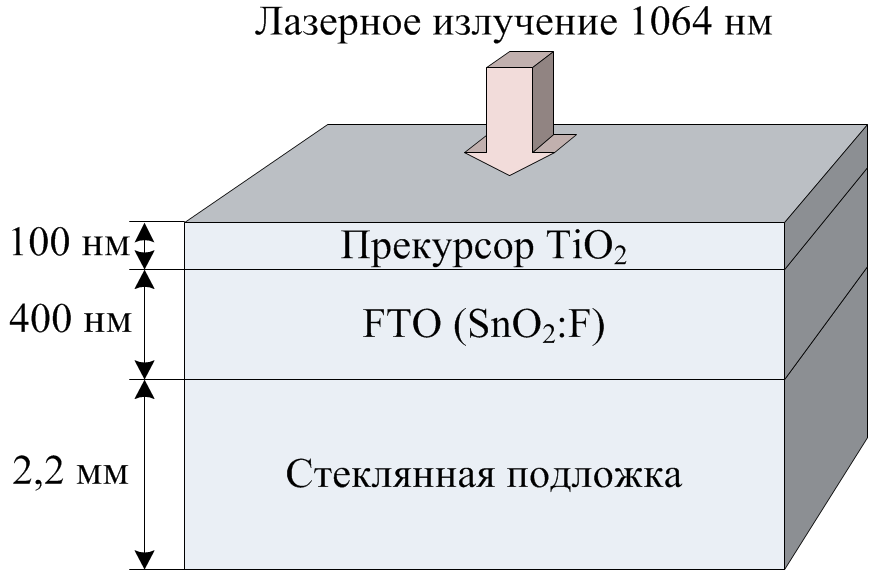 Лазерное излучение 1064 нм
100 нм
Прекурсор TiO₂
400 нм
FTO (SnO₂:F)
2,2 мм
Стеклянная подложка